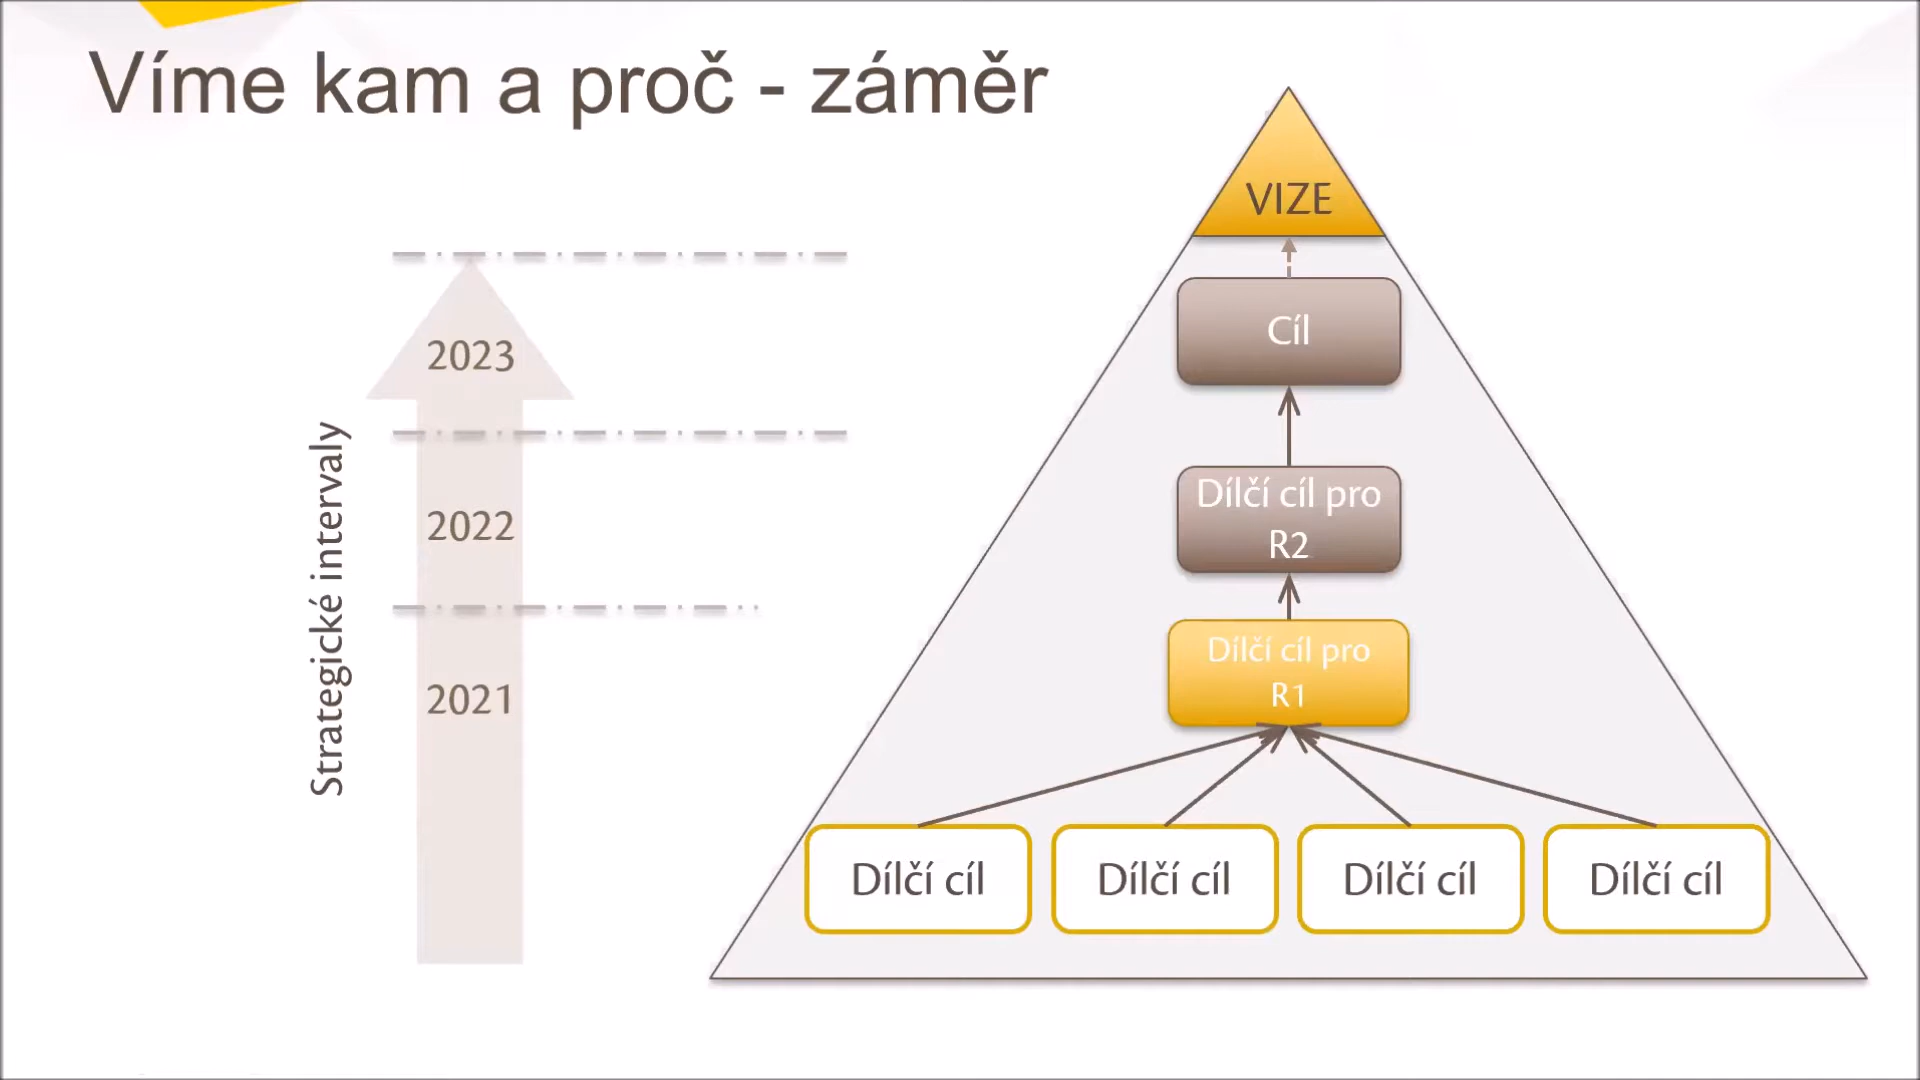 Víme kam a proč - záměr
VIZE
Cíl
Dílčí cíl pro
R2
Dílčí cíl pro
R1
Dílčí cíl
Dílčí cíl
Dílčí cíl
Dílčí cíl
Strategické intervaly
2023
2022
2021